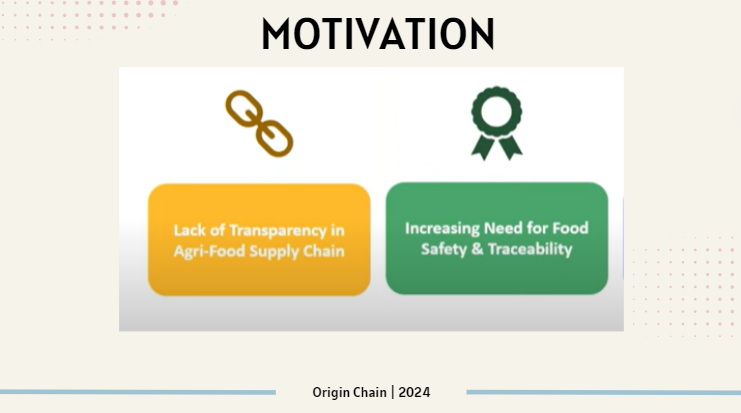 MOTIVATION
Lack of Transparency in
Agri-Food Supply Chain
Increasing Need for Food
Safety & Traceability
Origin Chain | 2024